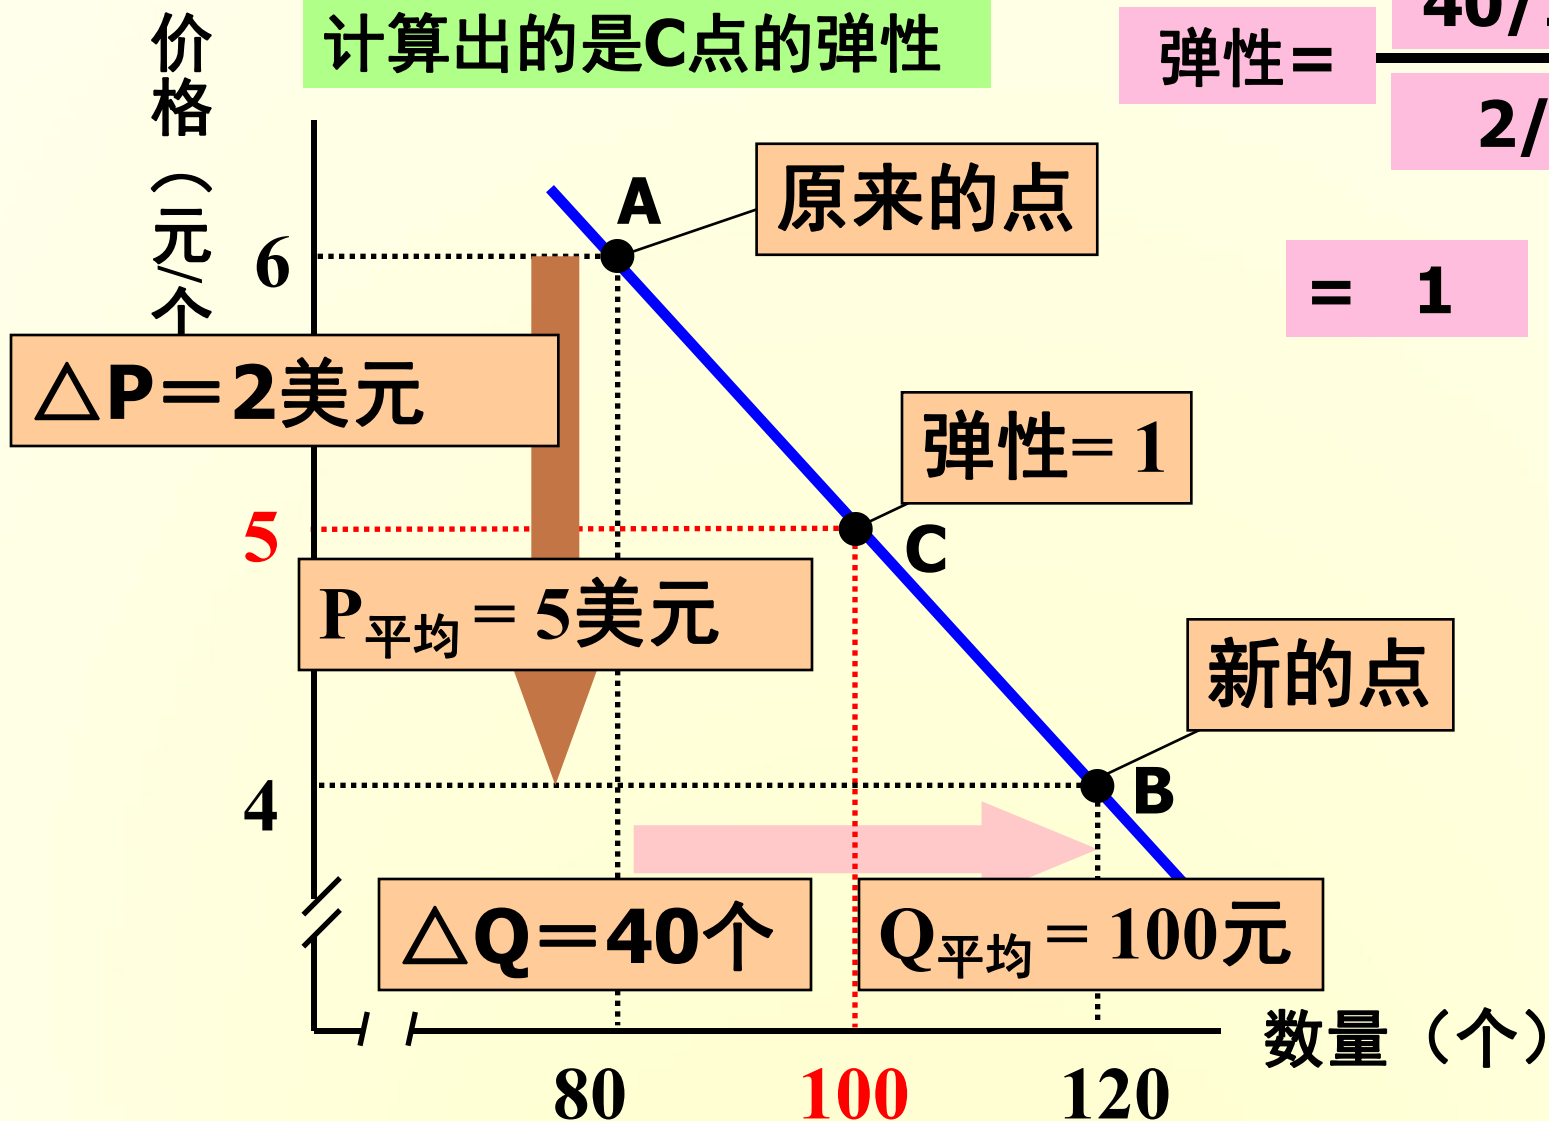 计算出的是C点的弹性
弹性=
40/
2/
= 1
价格（元/个
A
原来的点
6
△P＝2美元
弹性= 1
5
C
P平均 = 5美元
新的点
4
B
△Q＝40个
Q平均 = 100元
数量（个）
80
100
120